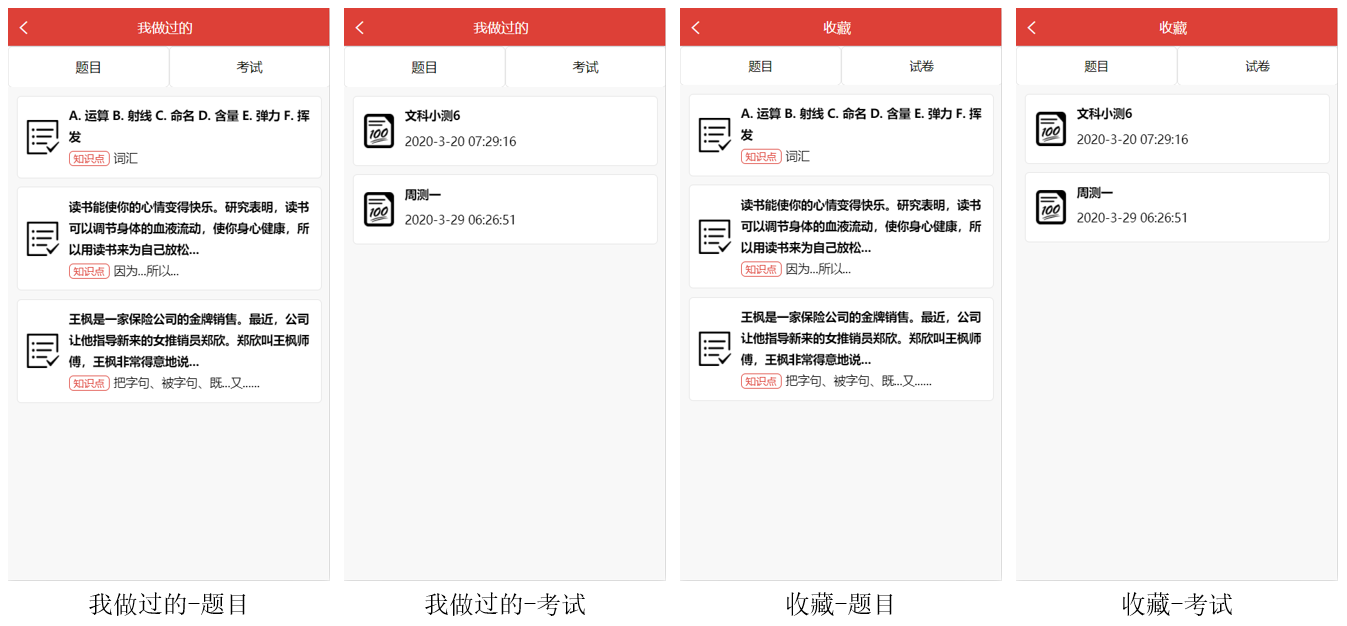 我做过的
题目 考试
A. 运算 B. 射线 C. 命名 D. 含量 E. 弹力 F. 挥
发
知识点 词汇
读书能使你的心情变得快乐。研究表明，读书
可以调节身体的血液流动，使你身心健康，所
以用读书来为自己放松...
知识点 因为...所以...
王枫是一家保险公司的金牌销售。最近，公司
让他指导新来的女推销员郑欣。郑欣叫王枫师
傅，王枫非常得意地说...
知识点 把字句、被字句、既...又......
我做过的-题目
我做过的
题目 考试
100
文科小测6
2020-3-20 07:29:16
100
周测一
2020-3-29 06:26:51
我做过的-考试
收藏
题目 试卷
A. 运算 B. 射线 C. 命名 D. 含量 E. 弹力 F. 挥
发
知识点 词汇
读书能使你的心情变得快乐。研究表明，读书
可以调节身体的血液流动，使你身心健康，所
以用读书来为自己放松...
知识点 因为...所以...
王枫是一家保险公司的金牌销售。最近，公司
让他指导新来的女推销员郑欣。郑欣叫王枫师
傅，王枫非常得意地说...
知识点 把字句、被字句、既...又......
收藏-题目
收藏
题目 试卷
100
文科小测6
2020-3-20 07:29:16
100
周测一
2020-3-29 06:26:51
收藏-考试